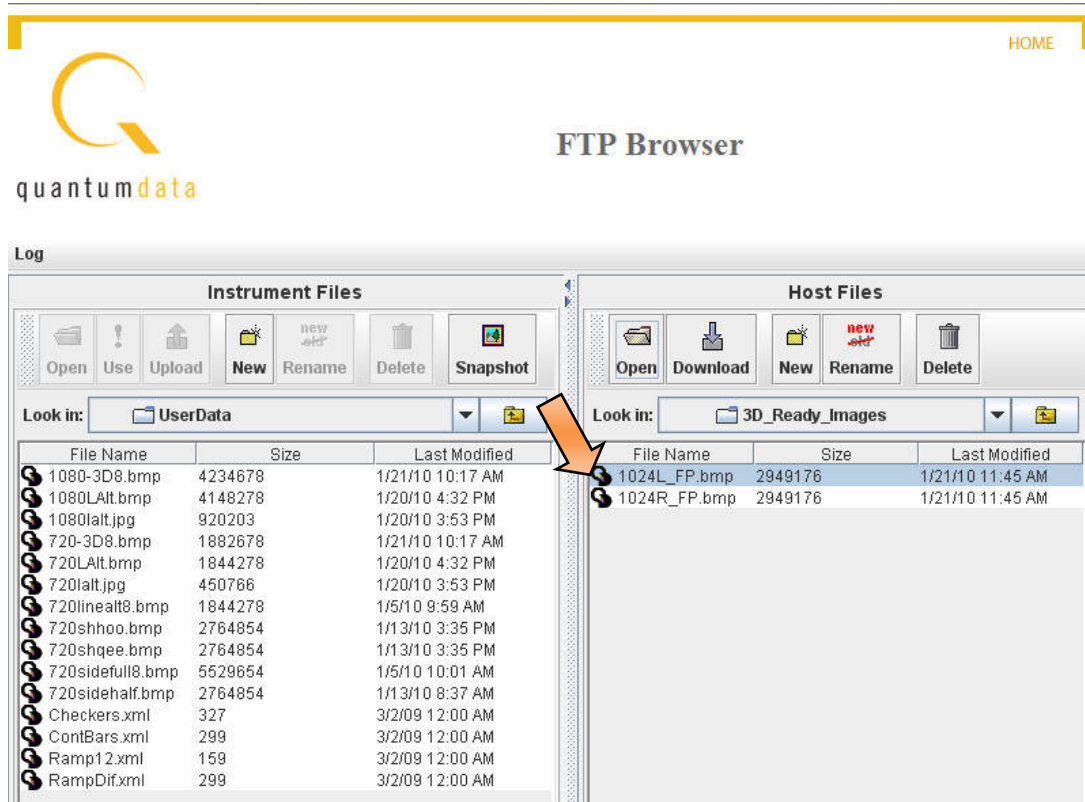 HOME
quantumdata
FTP Browser
Log
Instrument Files
Open Use Upload New new old Rename Delete Snapshot
Look in: UserData
File Name Size Last Modified
1080-3D8.bmp 4234678 1/21/10 10:17 AM
1080LAlt.bmp 4148278 1/20/10 4:32 PM
1080lalt.jpg 920203 1/20/10 3:53 PM
720-3D8.bmp 1882678 1/21/10 10:17 AM
720LAlt.bmp 1844278 1/20/10 4:32 PM
720lalt.jpg 450766 1/20/10 3:53 PM
720linealt8.bmp 1844278 1/5/10 9:59 AM
720shhoo.bmp 2764854 1/13/10 3:35 PM
720shqee.bmp 2764854 1/13/10 3:35 PM
720sidefull8.bmp 5529654 1/5/10 10:01 AM
720sidehalf.bmp 2764854 1/13/10 8:37 AM
Checkers.xml 327 3/2/09 12:00 AM
ContBars.xml 299 3/2/09 12:00 AM
Ramp12.xml 159 3/2/09 12:00 AM
RampDif.xml 299 3/2/09 12:00 AM
Host Files
Open Download New new old Rename Delete
Look in: 3D_Ready_Images
File Name Size Last Modified
1024L_FP.bmp 2949176 1/21/10 11:45 AM
1024R_FP.bmp 2949176 1/21/10 11:45 AM